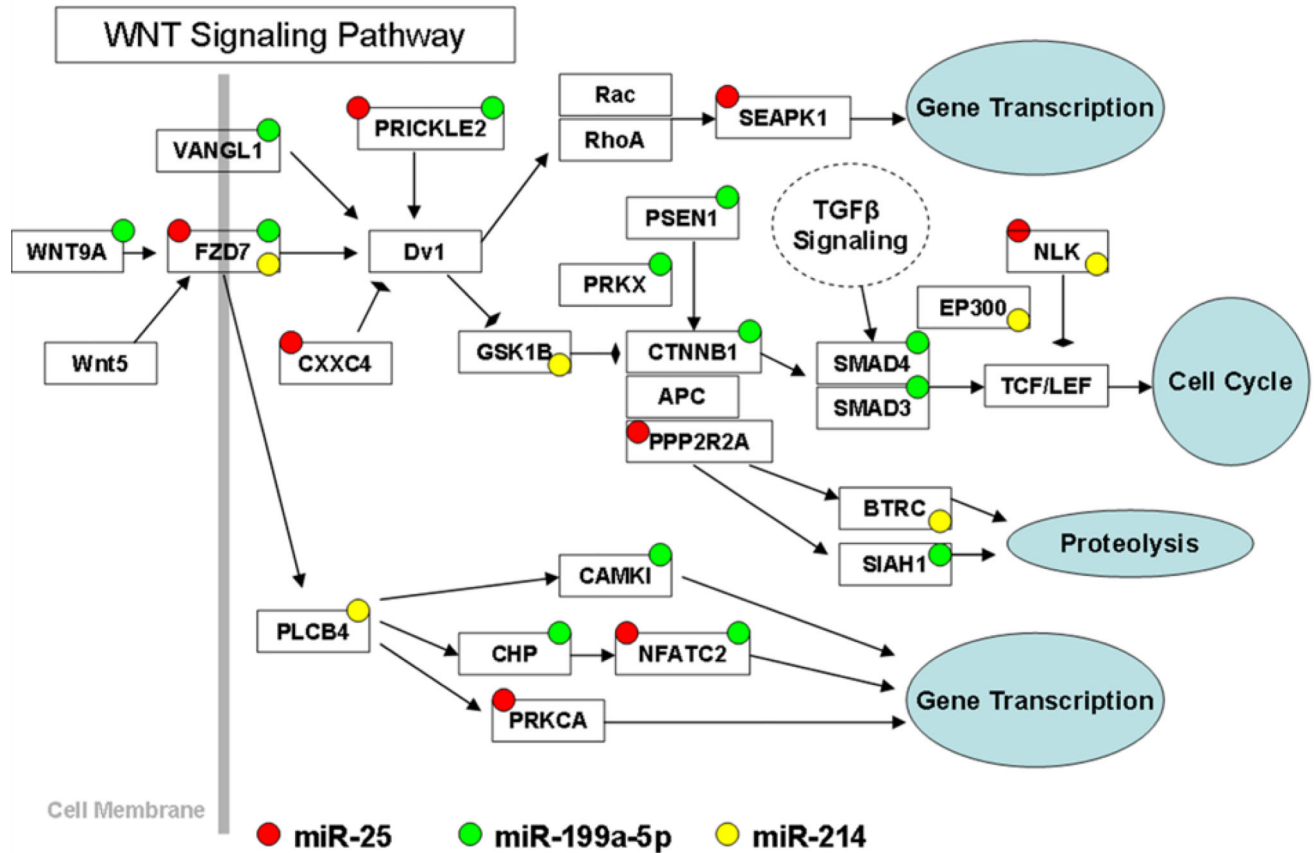 WNT Signaling Pathway
Rac
RhoA
SEAPK1
Gene Transcription
PRICKLE2
VANGL1
PSEN1
TGFβ
Signaling
WNT9A
FZD7
Dv1
NLK
PRKX
EP300
Wnt5
CXXC4
GSK1B
CTNNB1
SMAD4
APC
SMAD3
TCF/LEF
Cell Cycle
PPP2R2A
BTRC
Proteolysis
SIAH1
CAMKI
PLCB4
CHP
NFATC2
Gene Transcription
PRKCA
Cell Membrane
miR-25
miR-199a-5p
miR-214